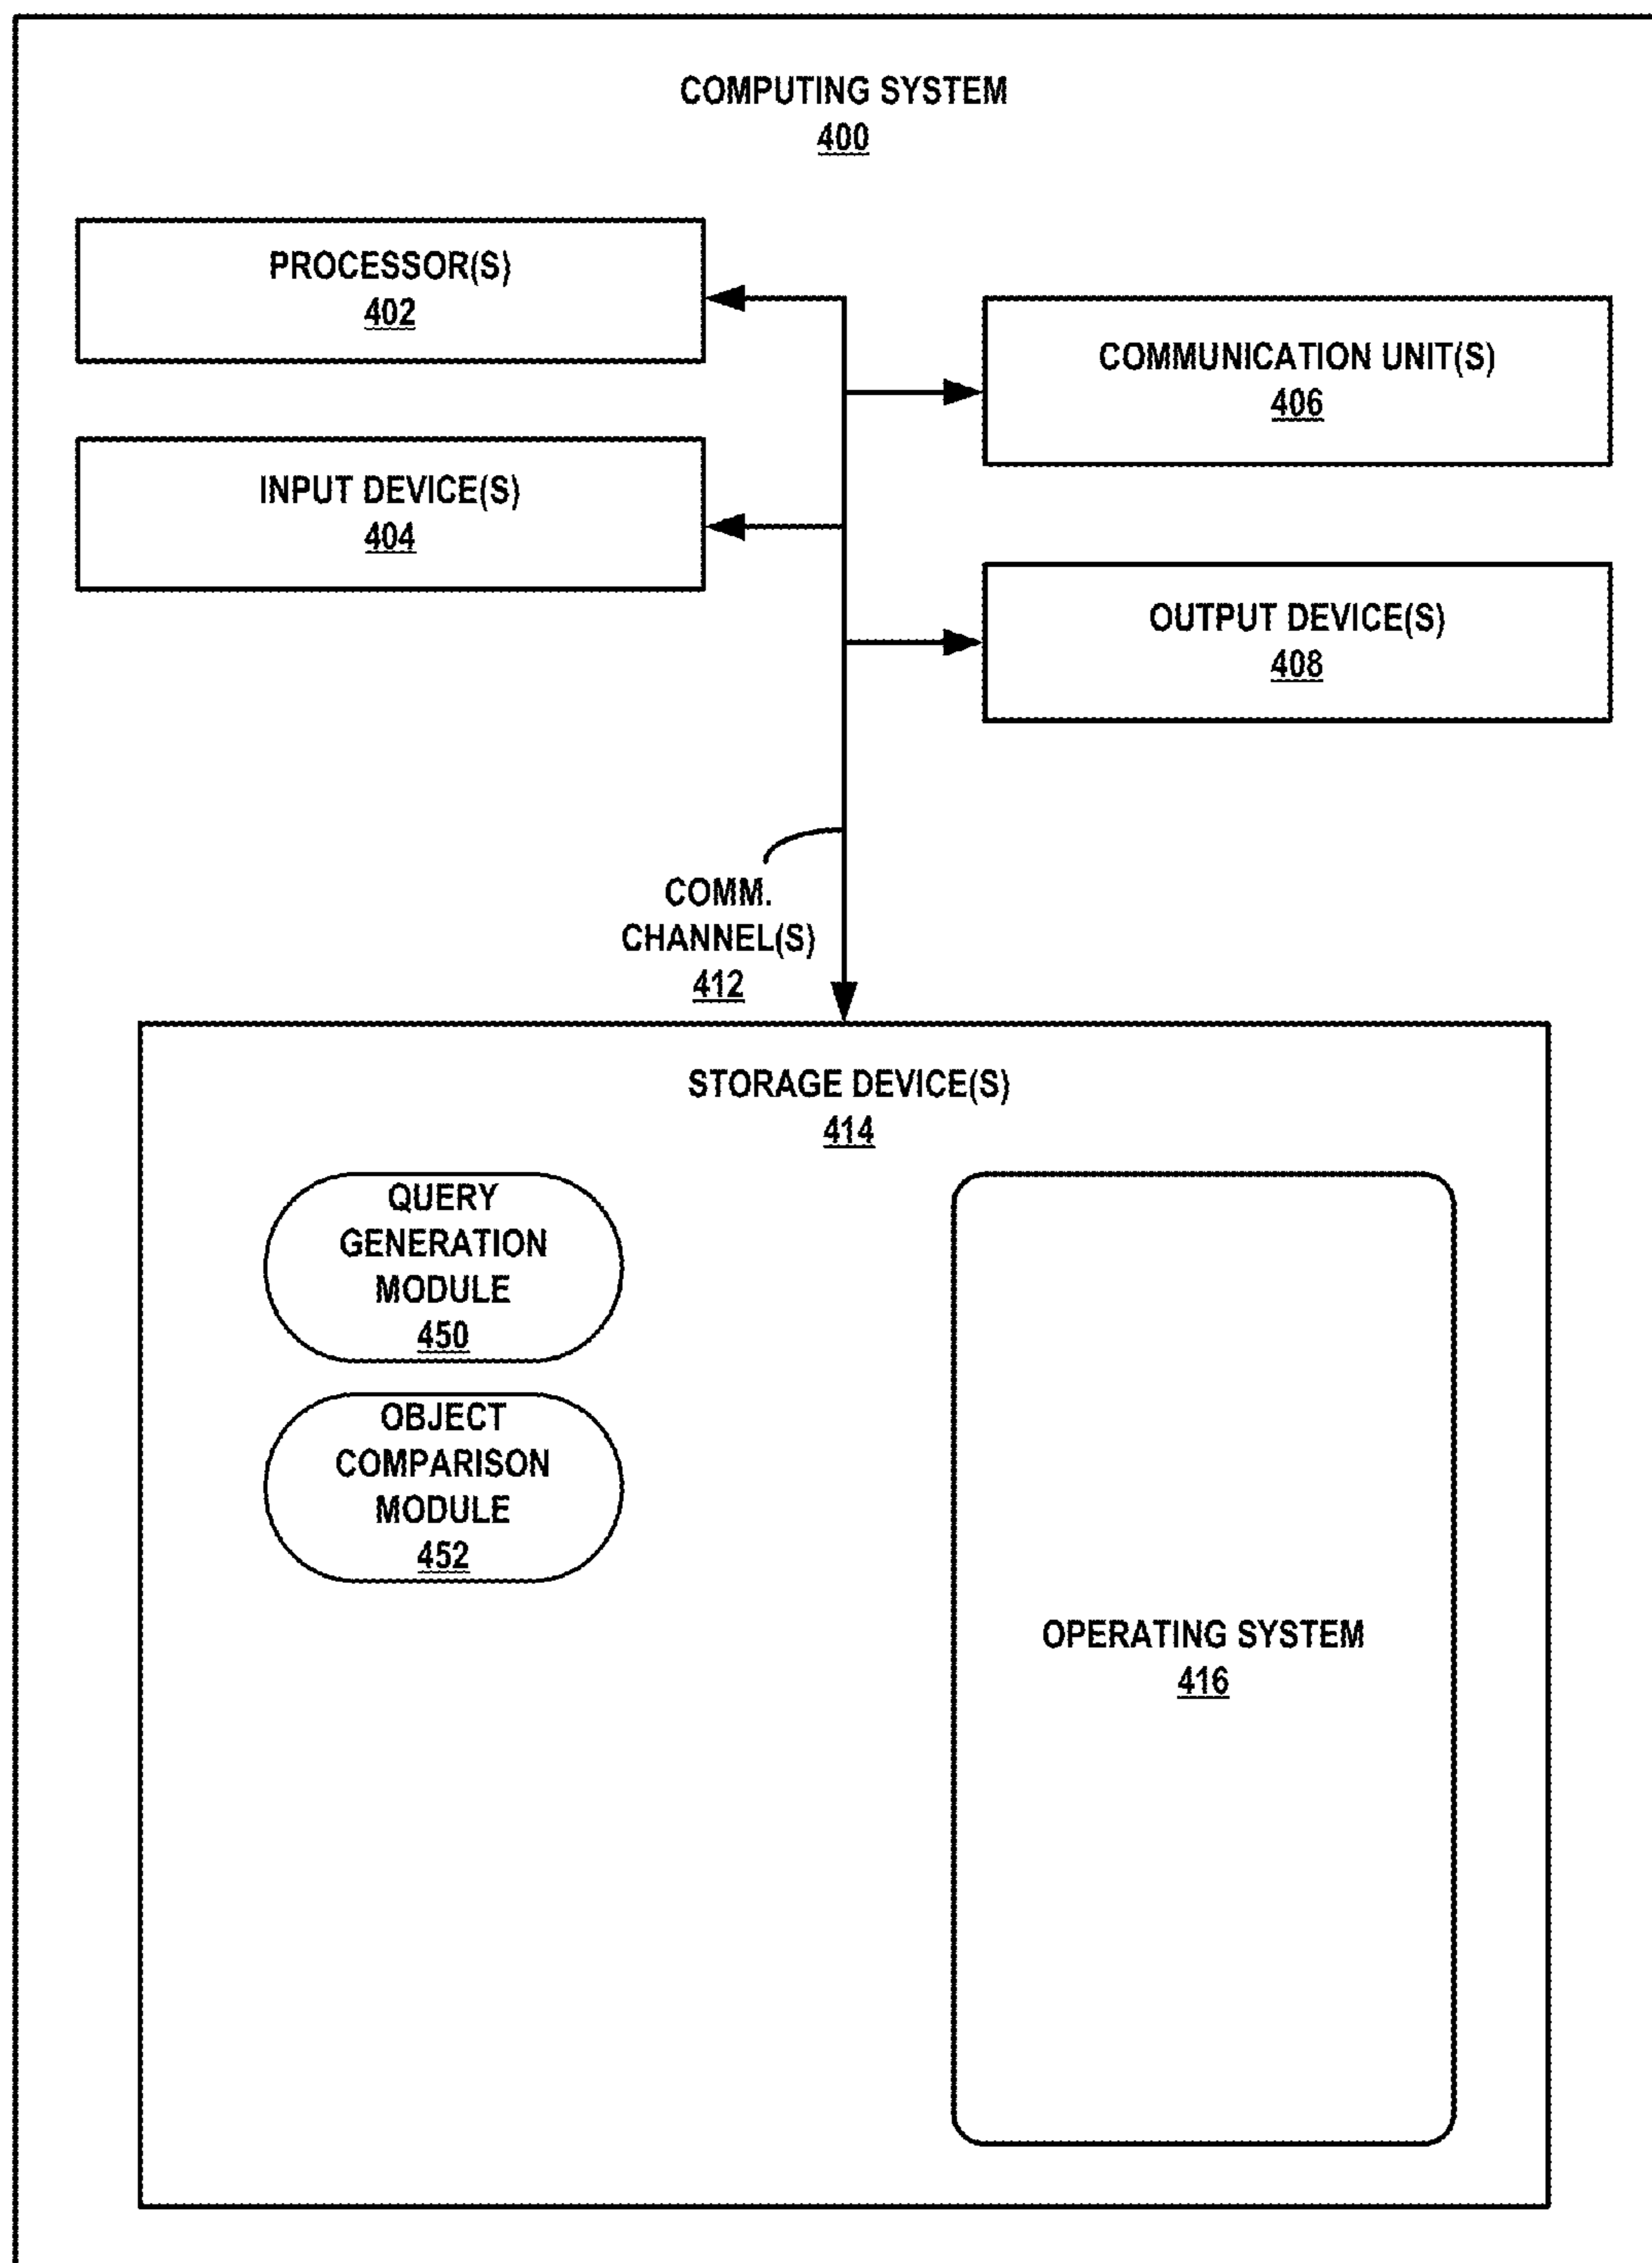 COMPUTING SYSTEM
400
PROCESSOR(S)
402
COMMUNICATION UNIT(S)
406
INPUT DEVICE(S)
404
OUTPUT DEVICE(S)
408
COMM.
CHANNEL(S)
412
STORAGE DEVICE(S)
414
QUERY
GENERATION
MODULE
450
OBJECT
COMPARISON
MODULE
452
OPERATING SYSTEM
416